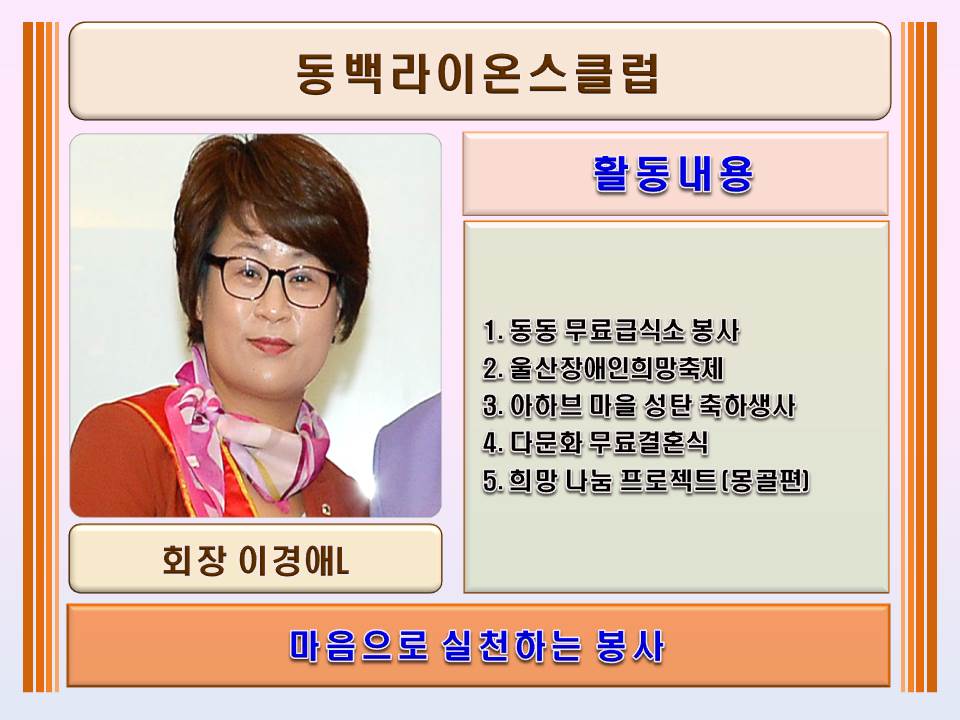 동백라이온스클럽
활동내용
1. 동동 무료급식소 봉사
2. 울산장애인희망축제
3. 아하브 마을 성탄 축하생사
4. 다문화 무료결혼식
5. 희망 나눔 프로젝트(몽골편)
회장 이경애L
마음으로 실천하는 봉사